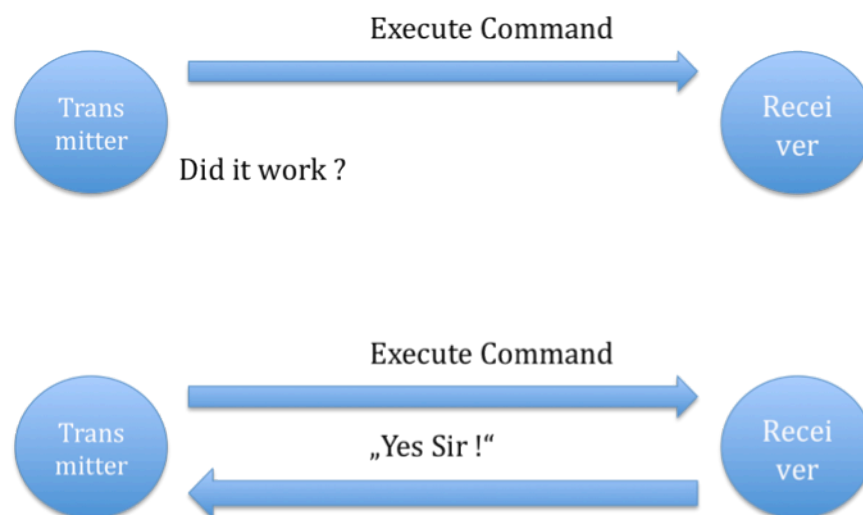 Execute Command
Trans
mitter
Recei
ver
Did it work ?
Execute Command
Trans
mitter
„Yes Sir !“
Recei
ver